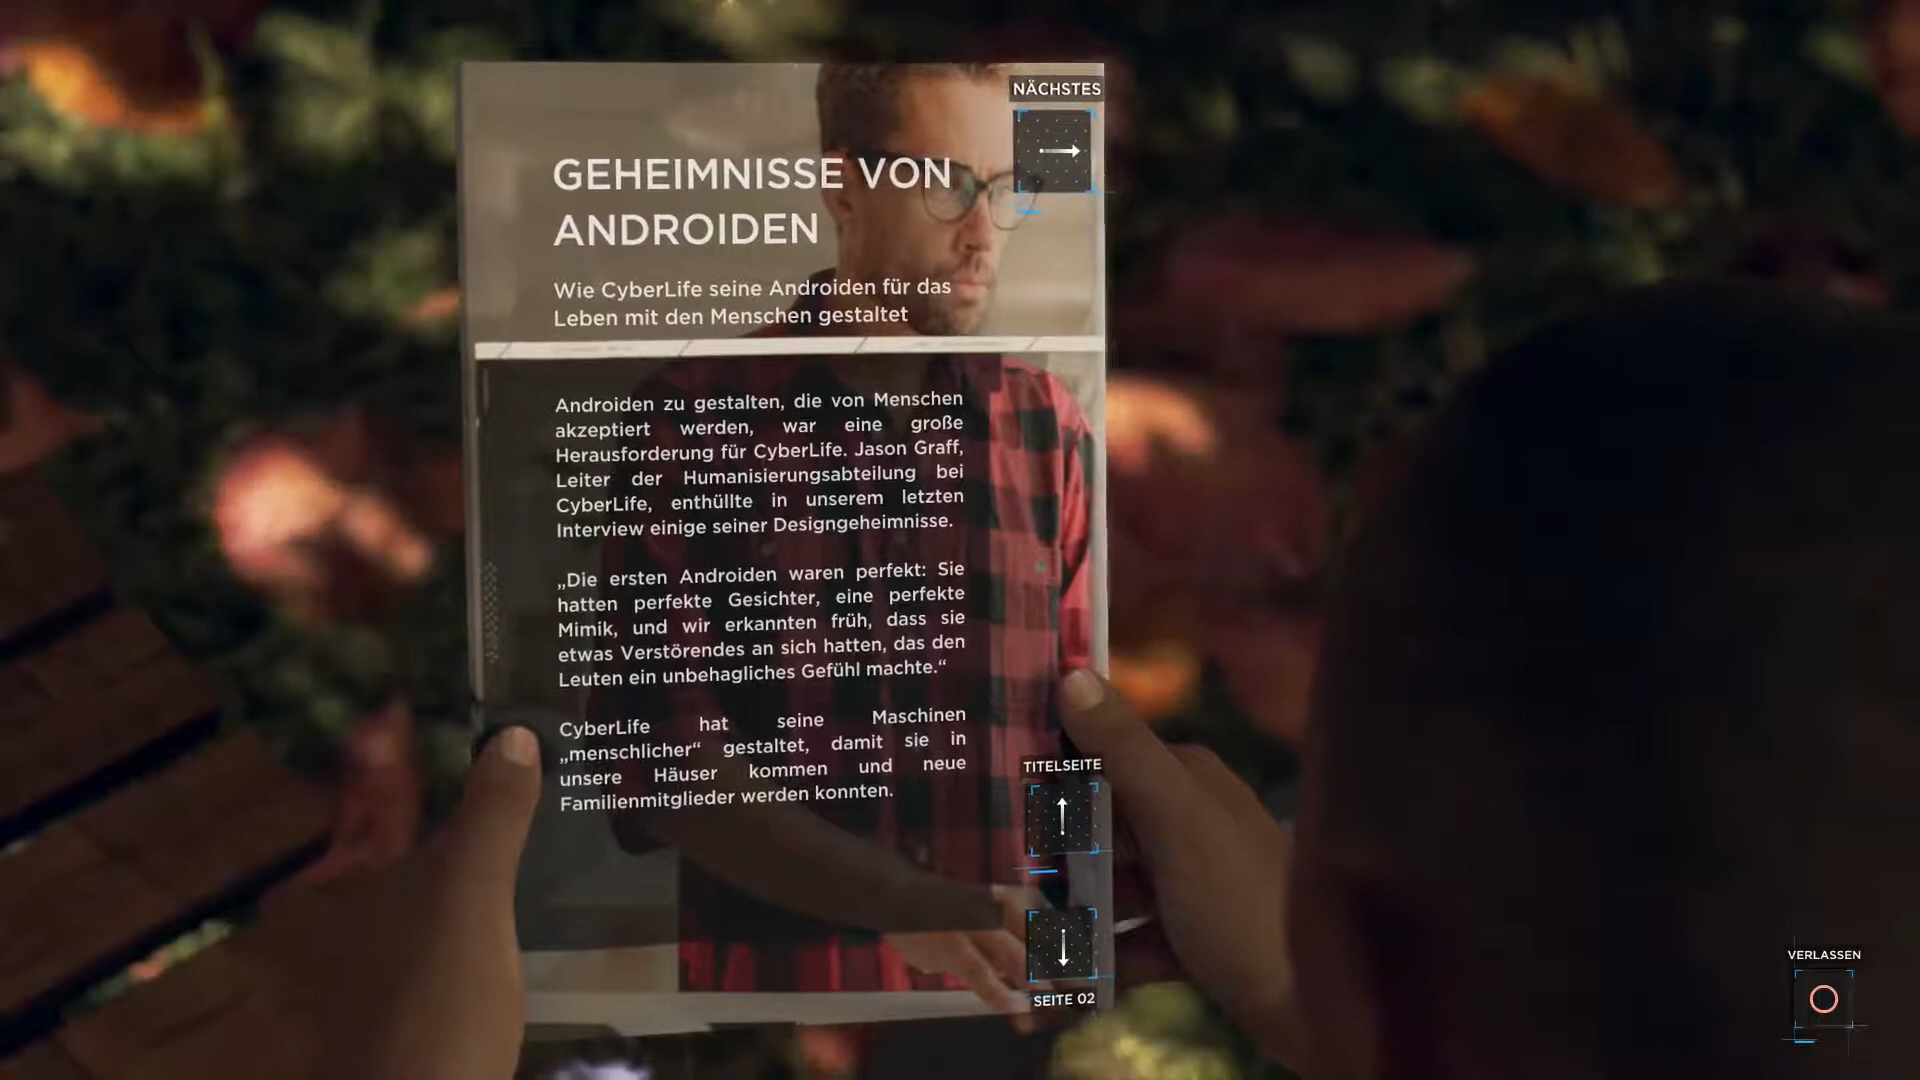 NÄCHSTES
GEHEIMNISSE VON
ANDROIDEN
Wie CyberLife seine Androiden für das
Leben mit den Menschen gestaltet
Androiden zu gestalten, die von Menschen
akzeptiert werden, war eine große
Herausforderung für CyberLife. Jason Graff,
Leiter der Humanisierungsabteilung bei
CyberLife, enthüllte in unserem letzten
Interview einige seiner Designgeheimnisse.
„Die ersten Androiden waren perfekt: Sie
hatten perfekte Gesichter, eine perfekte
Mimik, und wir erkannten früh, dass sie
etwas Verstörendes an sich hatten, das den
Leuten ein unbehagliches Gefühl machte.“
CyberLife hat seine Maschinen
„menschlicher“ gestaltet, damit sie in
unsere Häuser kommen und neue
Familienmitglieder werden konnten.
TITELSEITE
SEITE 02
VERLASSEN